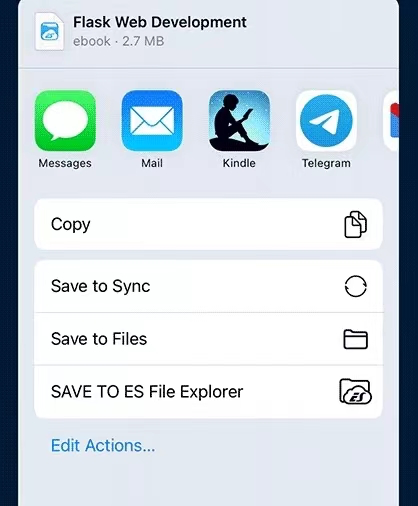 Flask Web Development
ebook · 2.7 MB
Messages Mail Kindle Telegram
Copy
Save to Sync
Save to Files
SAVE TO ES File Explorer
ES
Edit Actions...